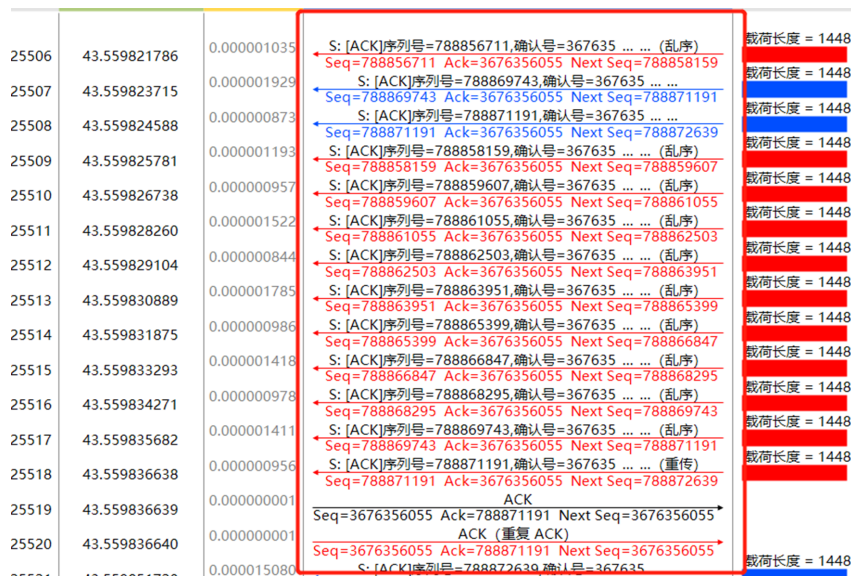 0.000001035 S: [ACK]序列号=788856711,确认号=367635 ... ... (乱序) 载荷长度 = 1448
25506 43.559821786 Seq=788856711 Ack=3676356055 Next Seq=788858159
0.000001929 S: [ACK]序列号=788869743,确认号=367635 ... ... 载荷长度 = 1448
25507 43.559823715 Seq=788869743 Ack=3676356055 Next Seq=788871191
0.000000873 S: [ACK]序列号=788871191,确认号=367635 ... ... 载荷长度 = 1448
25508 43.559824588 Seq=788871191 Ack=3676356055 Next Seq=788872639
0.000001193 S: [ACK]序列号=788858159,确认号=367635 ... ... (乱序) 载荷长度 = 1448
25509 43.559825781 Seq=788858159 Ack=3676356055 Next Seq=788859607
0.000000957 S: [ACK]序列号=788859607,确认号=367635 ... ... (乱序) 载荷长度 = 1448
25510 43.559826738 Seq=788859607 Ack=3676356055 Next Seq=788861055
0.000001522 S: [ACK]序列号=788861055,确认号=367635 ... ... (乱序) 载荷长度 = 1448
25511 43.559828260 Seq=788861055 Ack=3676356055 Next Seq=788862503
0.000000844 S: [ACK]序列号=788862503,确认号=367635 ... ... (乱序) 载荷长度 = 1448
25512 43.559829104 Seq=788862503 Ack=3676356055 Next Seq=788863951
0.000001785 S: [ACK]序列号=788863951,确认号=367635 ... ... (乱序) 载荷长度 = 1448
25513 43.559830889 Seq=788863951 Ack=3676356055 Next Seq=788865399
0.000000986 S: [ACK]序列号=788865399,确认号=367635 ... ... (乱序) 载荷长度 = 1448
25514 43.559831875 Seq=788865399 Ack=3676356055 Next Seq=788866847
0.000001418 S: [ACK]序列号=788866847,确认号=367635 ... ... (乱序) 载荷长度 = 1448
25515 43.559833293 Seq=788866847 Ack=3676356055 Next Seq=788868295
0.000000978 S: [ACK]序列号=788868295,确认号=367635 ... ... (乱序) 载荷长度 = 1448
25516 43.559834271 Seq=788868295 Ack=3676356055 Next Seq=788869743
0.000001411 S: [ACK]序列号=788869743,确认号=367635 ... ... (乱序) 载荷长度 = 1448
25517 43.559835682 Seq=788869743 Ack=3676356055 Next Seq=788871191
0.000000956 S: [ACK]序列号=788871191,确认号=367635 ... ... (重传) 载荷长度 = 1448
25518 43.559836638 Seq=788871191 Ack=3676356055 Next Seq=788872639
0.000000001 ACK
25519 43.559836639 Seq=3676356055 Ack=788871191 Next Seq=3676356055
0.000000001 ACK (重复 ACK)
25520 43.559836640 Seq=3676356055 Ack=788871191 Next Seq=3676356055
0.000015080 S: [ACK]序列号=788872639,确认号=367635 载荷长度 = 1448